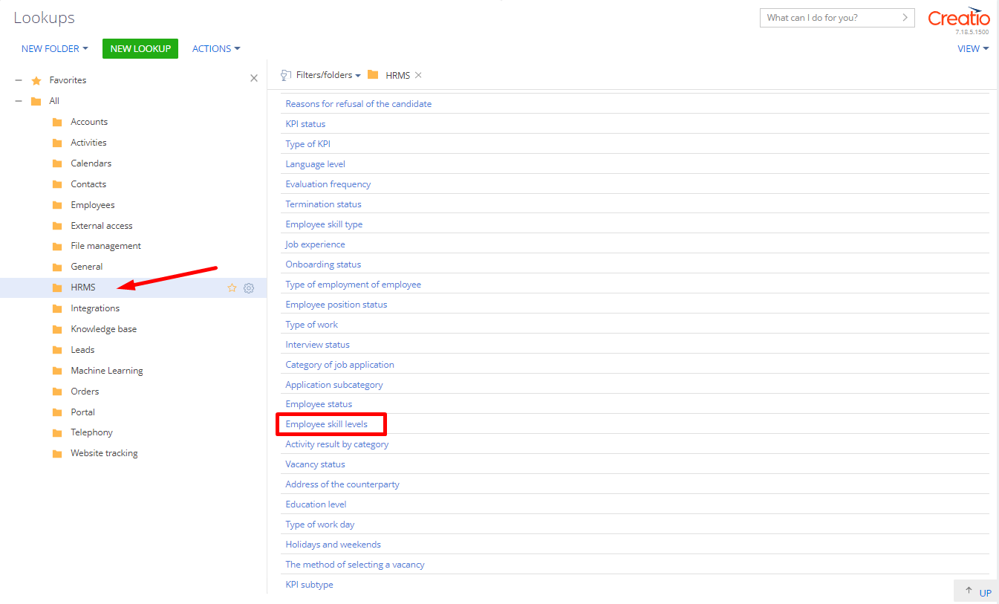 Lookups
What can I do for you?
Creatio
7.18.5.1500
NEW FOLDER
NEW LOOKUP
ACTIONS
VIEW
Favorites
All
Accounts
Activities
Calendars
Contacts
Employees
External access
File management
General
HRMS
Integrations
Knowledge base
Leads
Machine Learning
Orders
Portal
Telephony
Website tracking
Filters/folders
HRMS
Reasons for refusal of the candidate
KPI status
Type of KPI
Language level
Evaluation frequency
Termination status
Employee skill type
Job experience
Onboarding status
Type of employment of employee
Employee position status
Type of work
Interview status
Category of job application
Application subcategory
Employee status
Employee skill levels
Activity result by category
Vacancy status
Address of the counterparty
Education level
Type of work day
Holidays and weekends
The method of selecting a vacancy
KPI subtype
UP